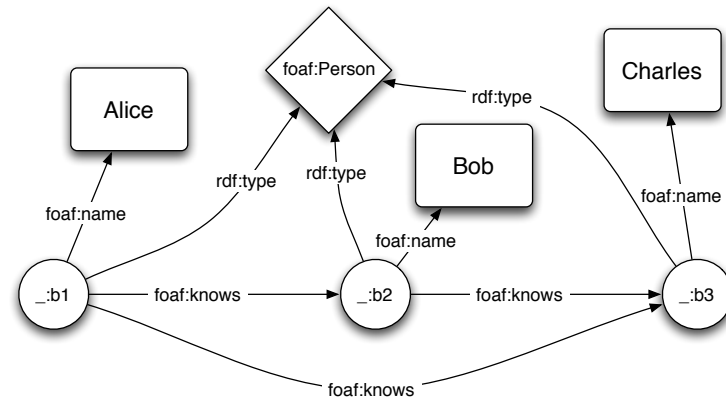 foaf:Person
Charles
Alice
rdf:type
Bob
rdf:type
rdf:type
foaf:name
foaf:name
foaf:name
_:b1
foaf:knows
_:b2
foaf:knows
_:b3
foaf:knows